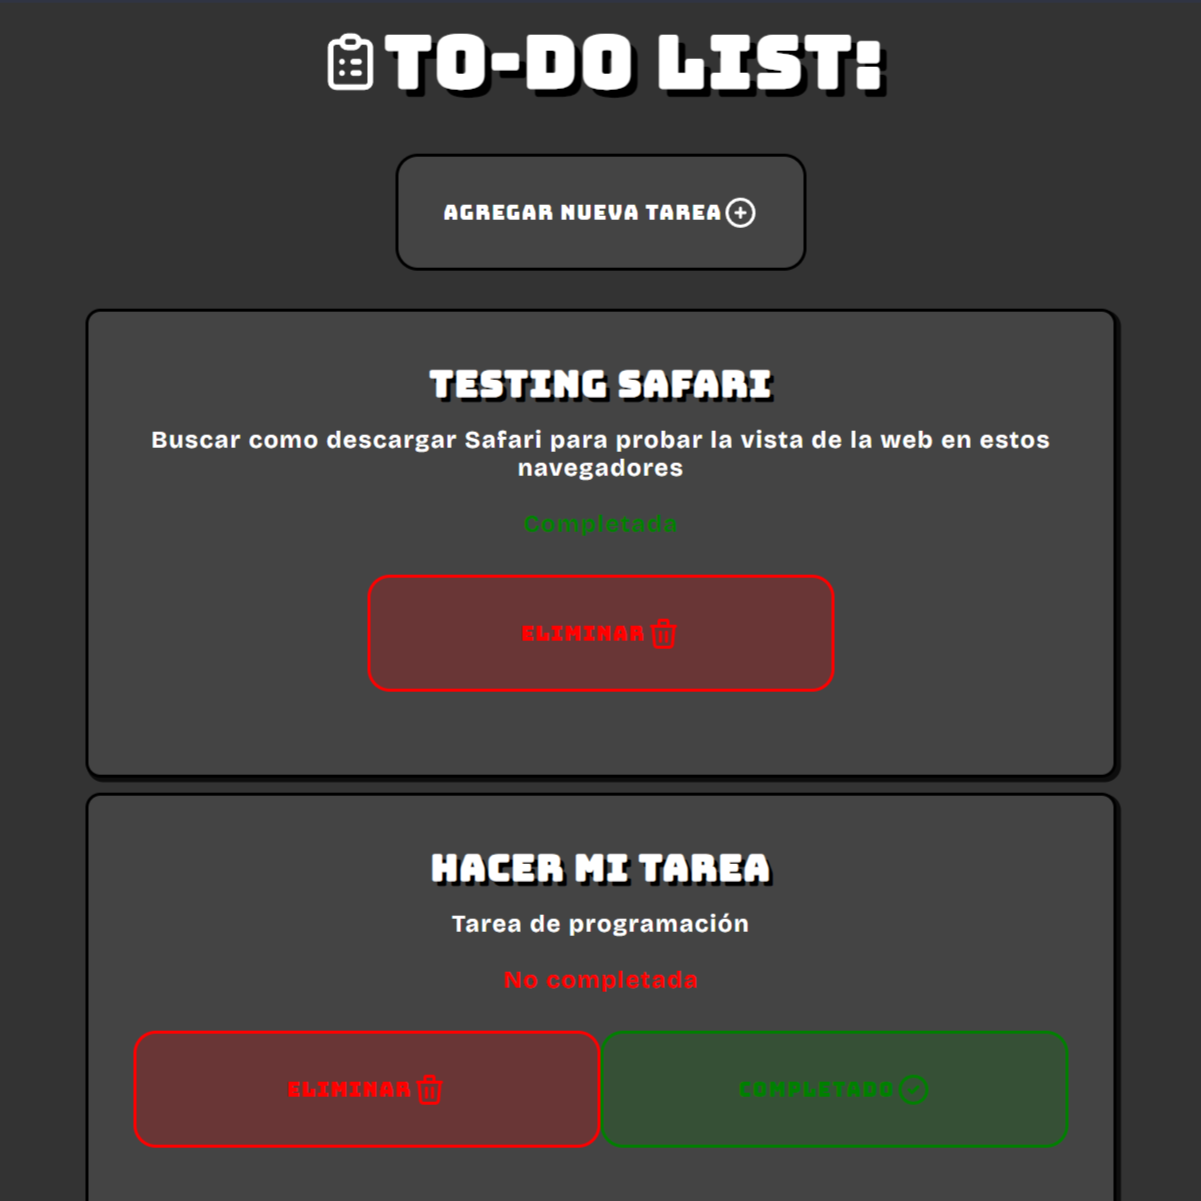 TO-DO LIST:
AGREGAR NUEVA TAREA
TESTING SAFARI
Buscar como descargar Safari para probar la vista de la web en estos
navegadores
Completada
ELIMINAR
HACER MI TAREA
Tarea de programación
No completada
ELIMINAR
COMPLETADO